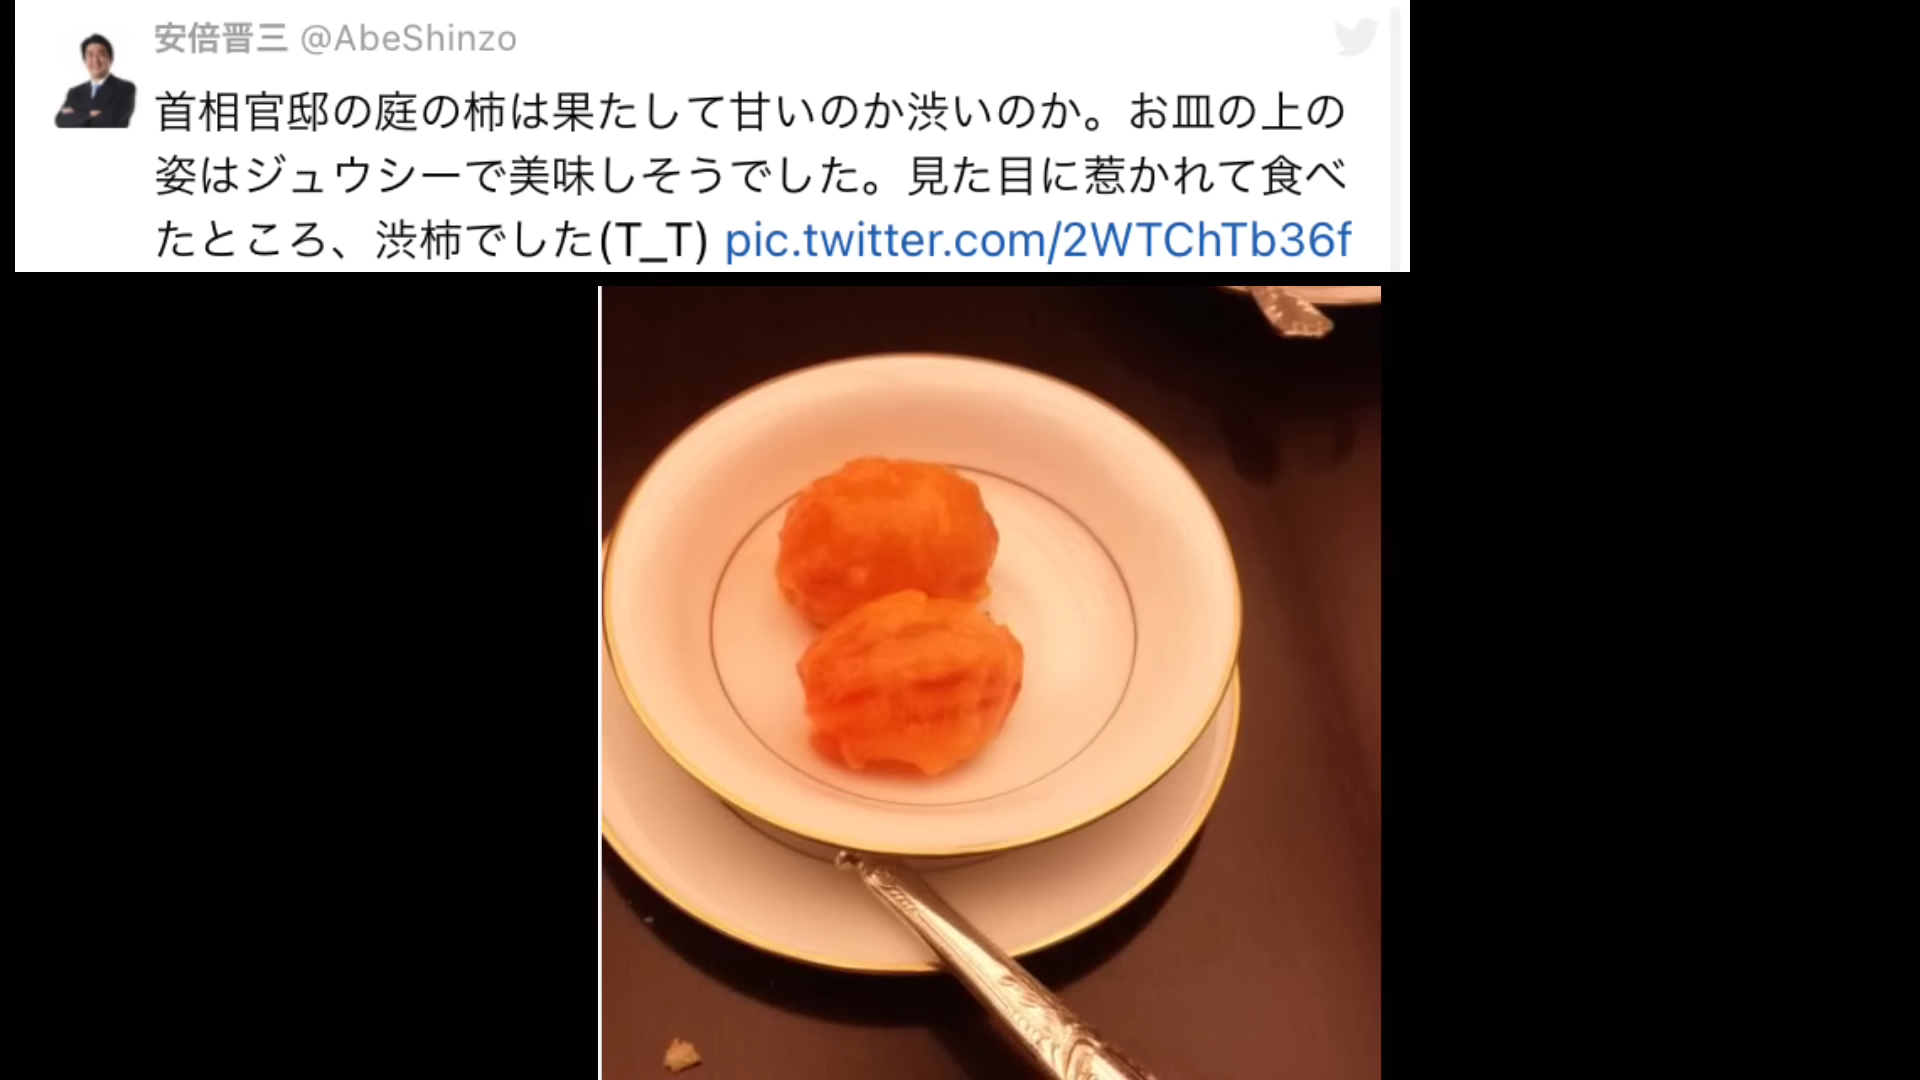 安倍晋三 @AbeShinzo
首相官邸の庭の柿は果たして甘いのか渋いのか。お皿の上の
姿はジュウシーで美味しそうでした。見た目に惹かれて食べ
たところ、渋柿でした(T_T) pic.twitter.com/2WTChTb36f